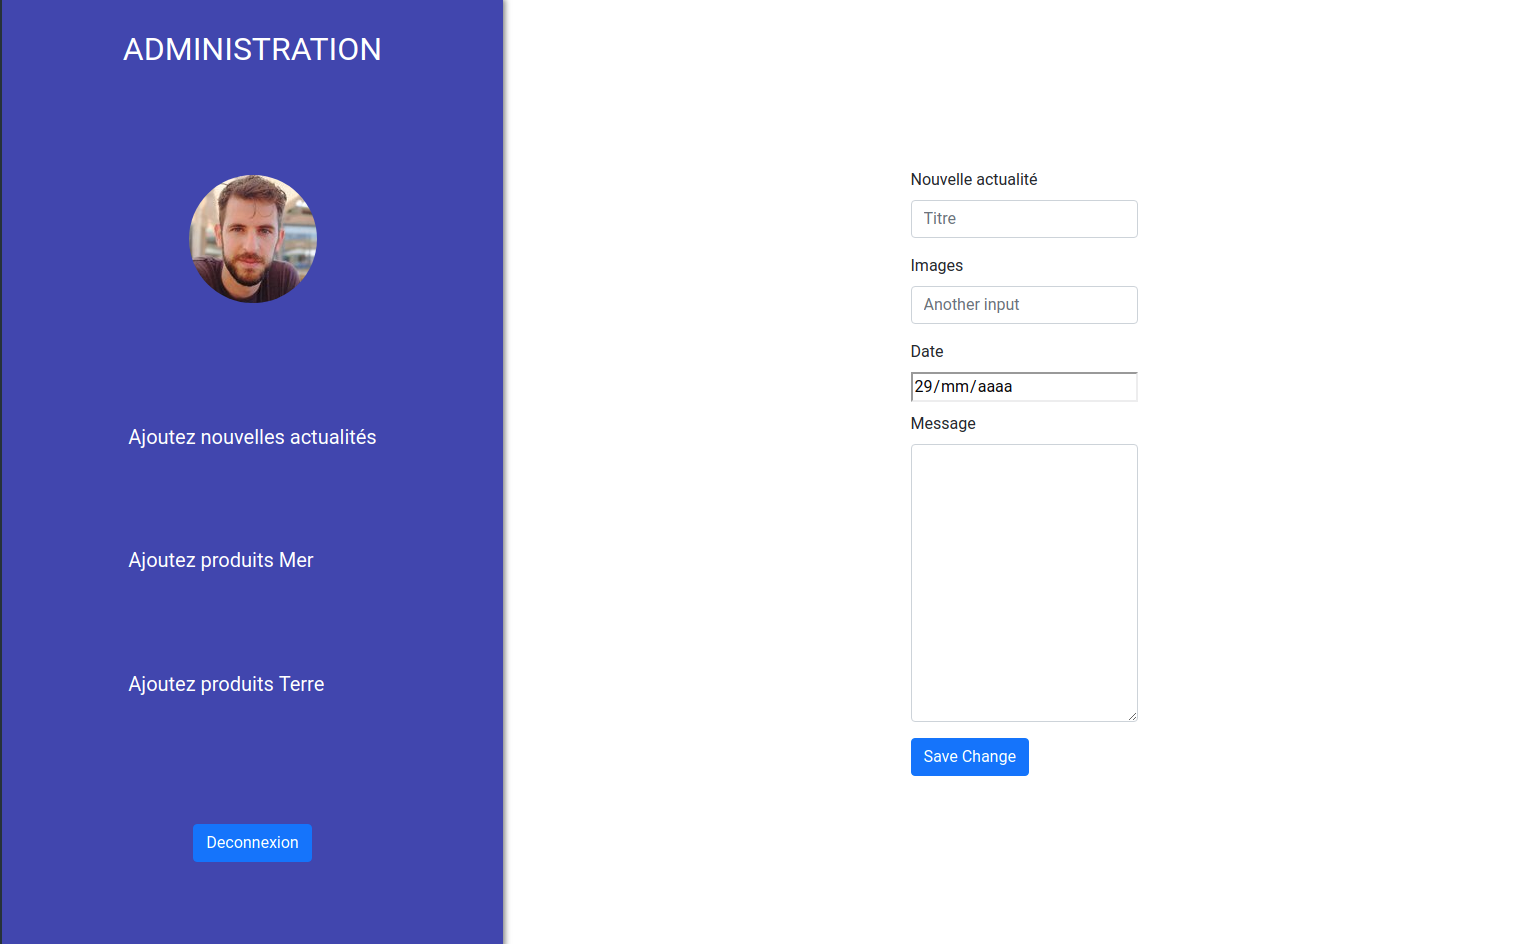 ADMINISTRATION
Ajoutez nouvelles actualités
Ajoutez produits Mer
Ajoutez produits Terre
Deconnexion
Nouvelle actualité
Titre
Images
Another input
Date
29/mm/aaaa
Message
Save Change